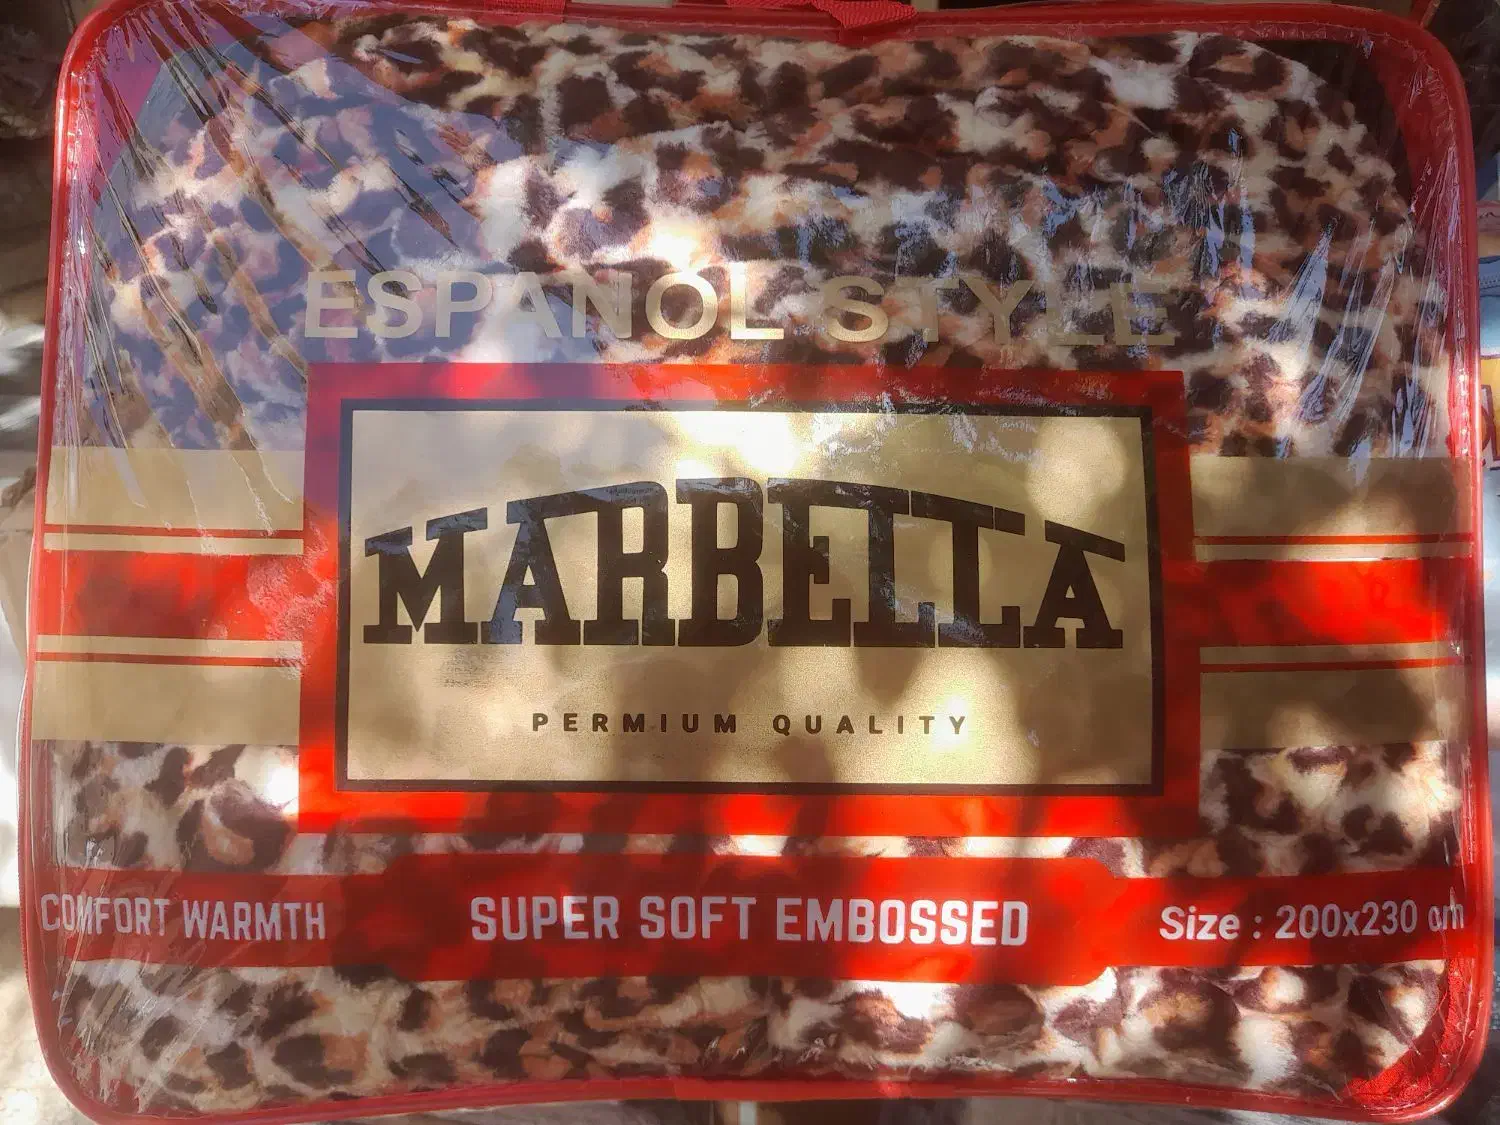 ESPANOL STYLE
MARBELLA
PERMIUM QUALITY
COMFORT WARMTH
SUPER SOFT EMBOSSED
Size : 200x230 cm